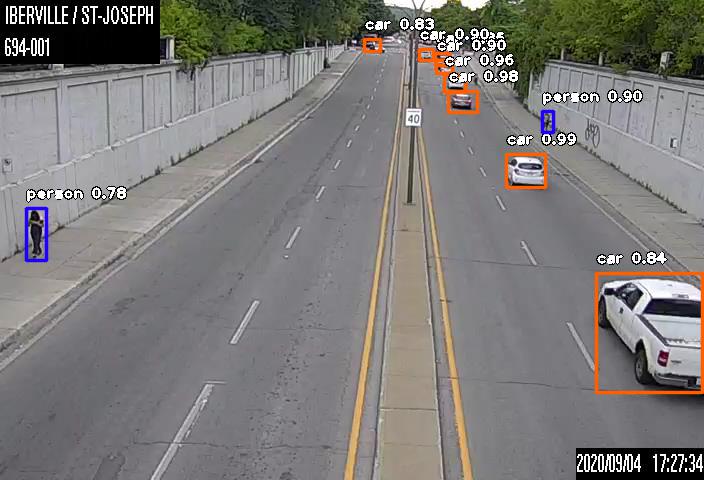 IBERVILLE / ST-JOSEPH
694-001
car 0.83
car 0.90
car 0.90
car 0.96
car 0.98
person 0.90
40
car 0.99
person 0.78
car 0.84
2020/09/04 17:27:34